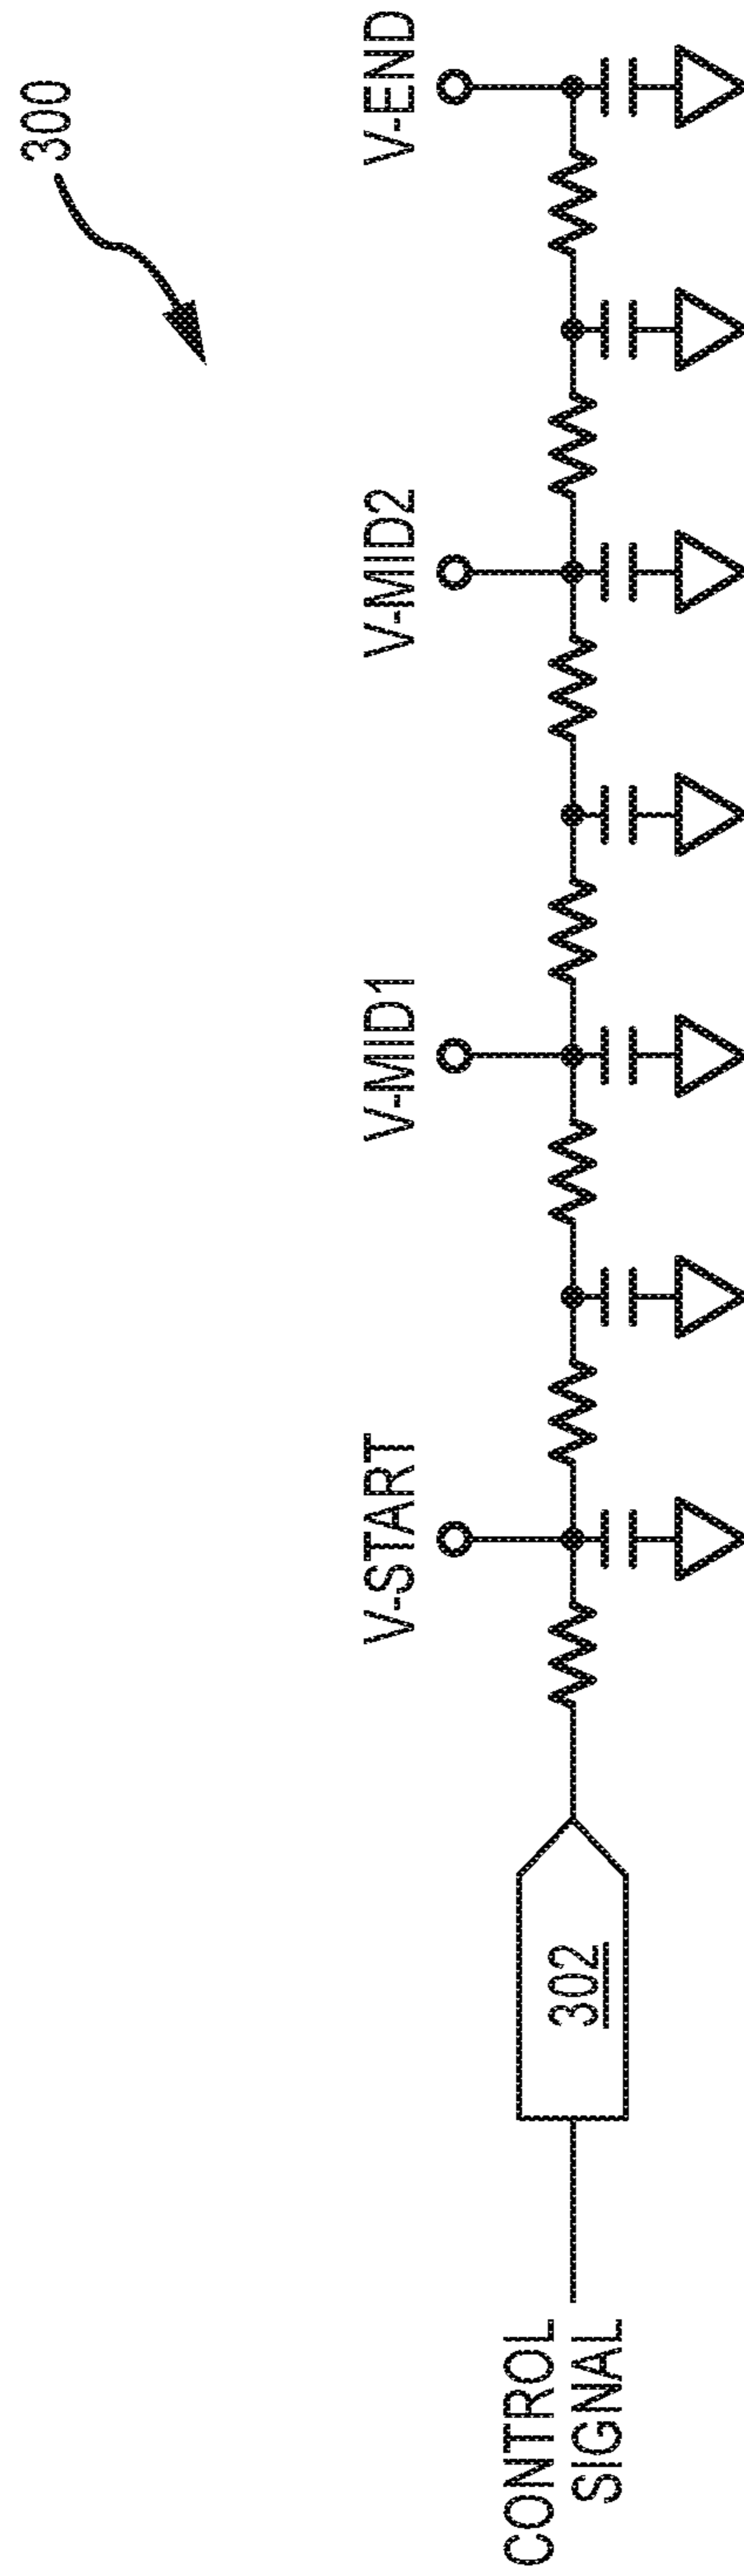 300
V-START
V-MID1
V-MID2
V-END
302
CONTROL
SIGNAL